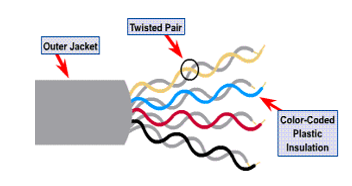 Twisted Pair
Outer Jacket
Color-Coded
Plastic
Insulation